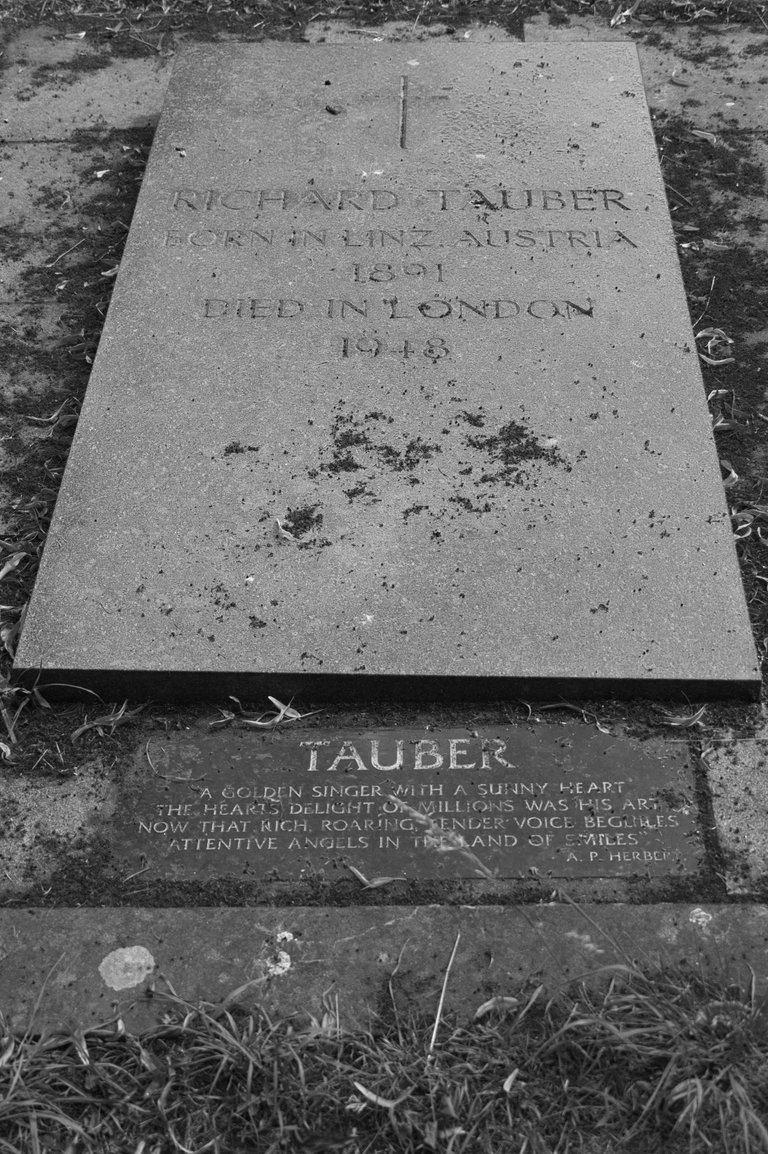 RICHARD TAUBER
BORN IN LINZ, AUSTRIA
1891
DIED IN LONDON
1948
TAUBER
"A GOLDEN SINGER WITH A SUNNY HEART
THE HEART'S DELIGHT OF MILLIONS WAS HIS ART
NOW THAT RICH, ROARING, TENDER VOICE BEGUILES
ATTENTIVE ANGELS IN THE LAND OF SMILES"
A. P. HERBERT